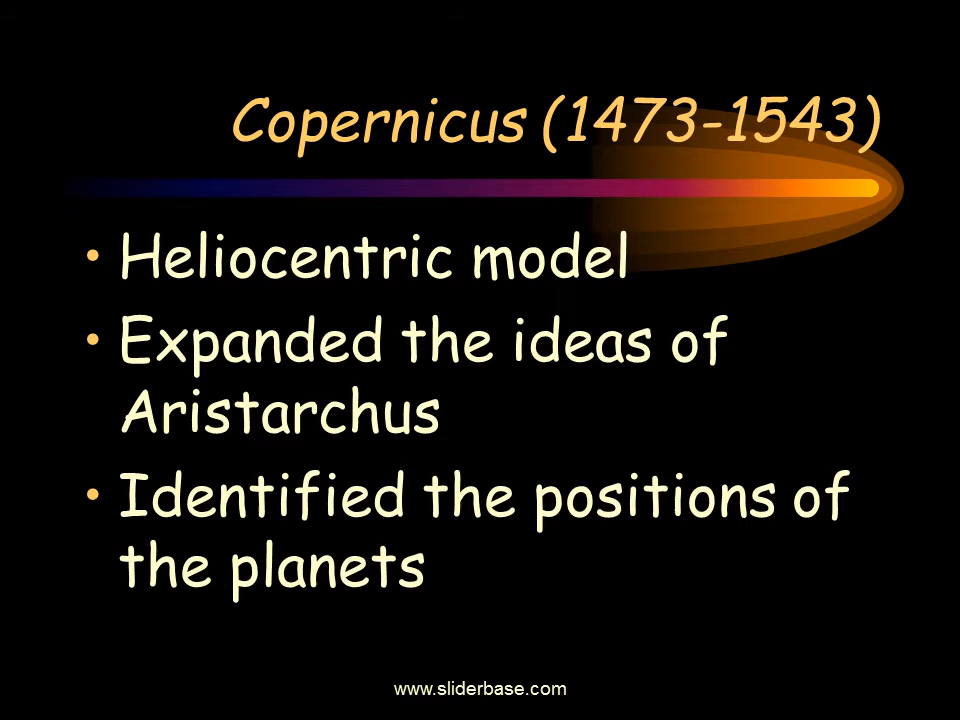 Copernicus (1473-1543)
• Heliocentric model
• Expanded the ideas of
Aristarchus
• Identified the positions of
the planets
www.sliderbase.com